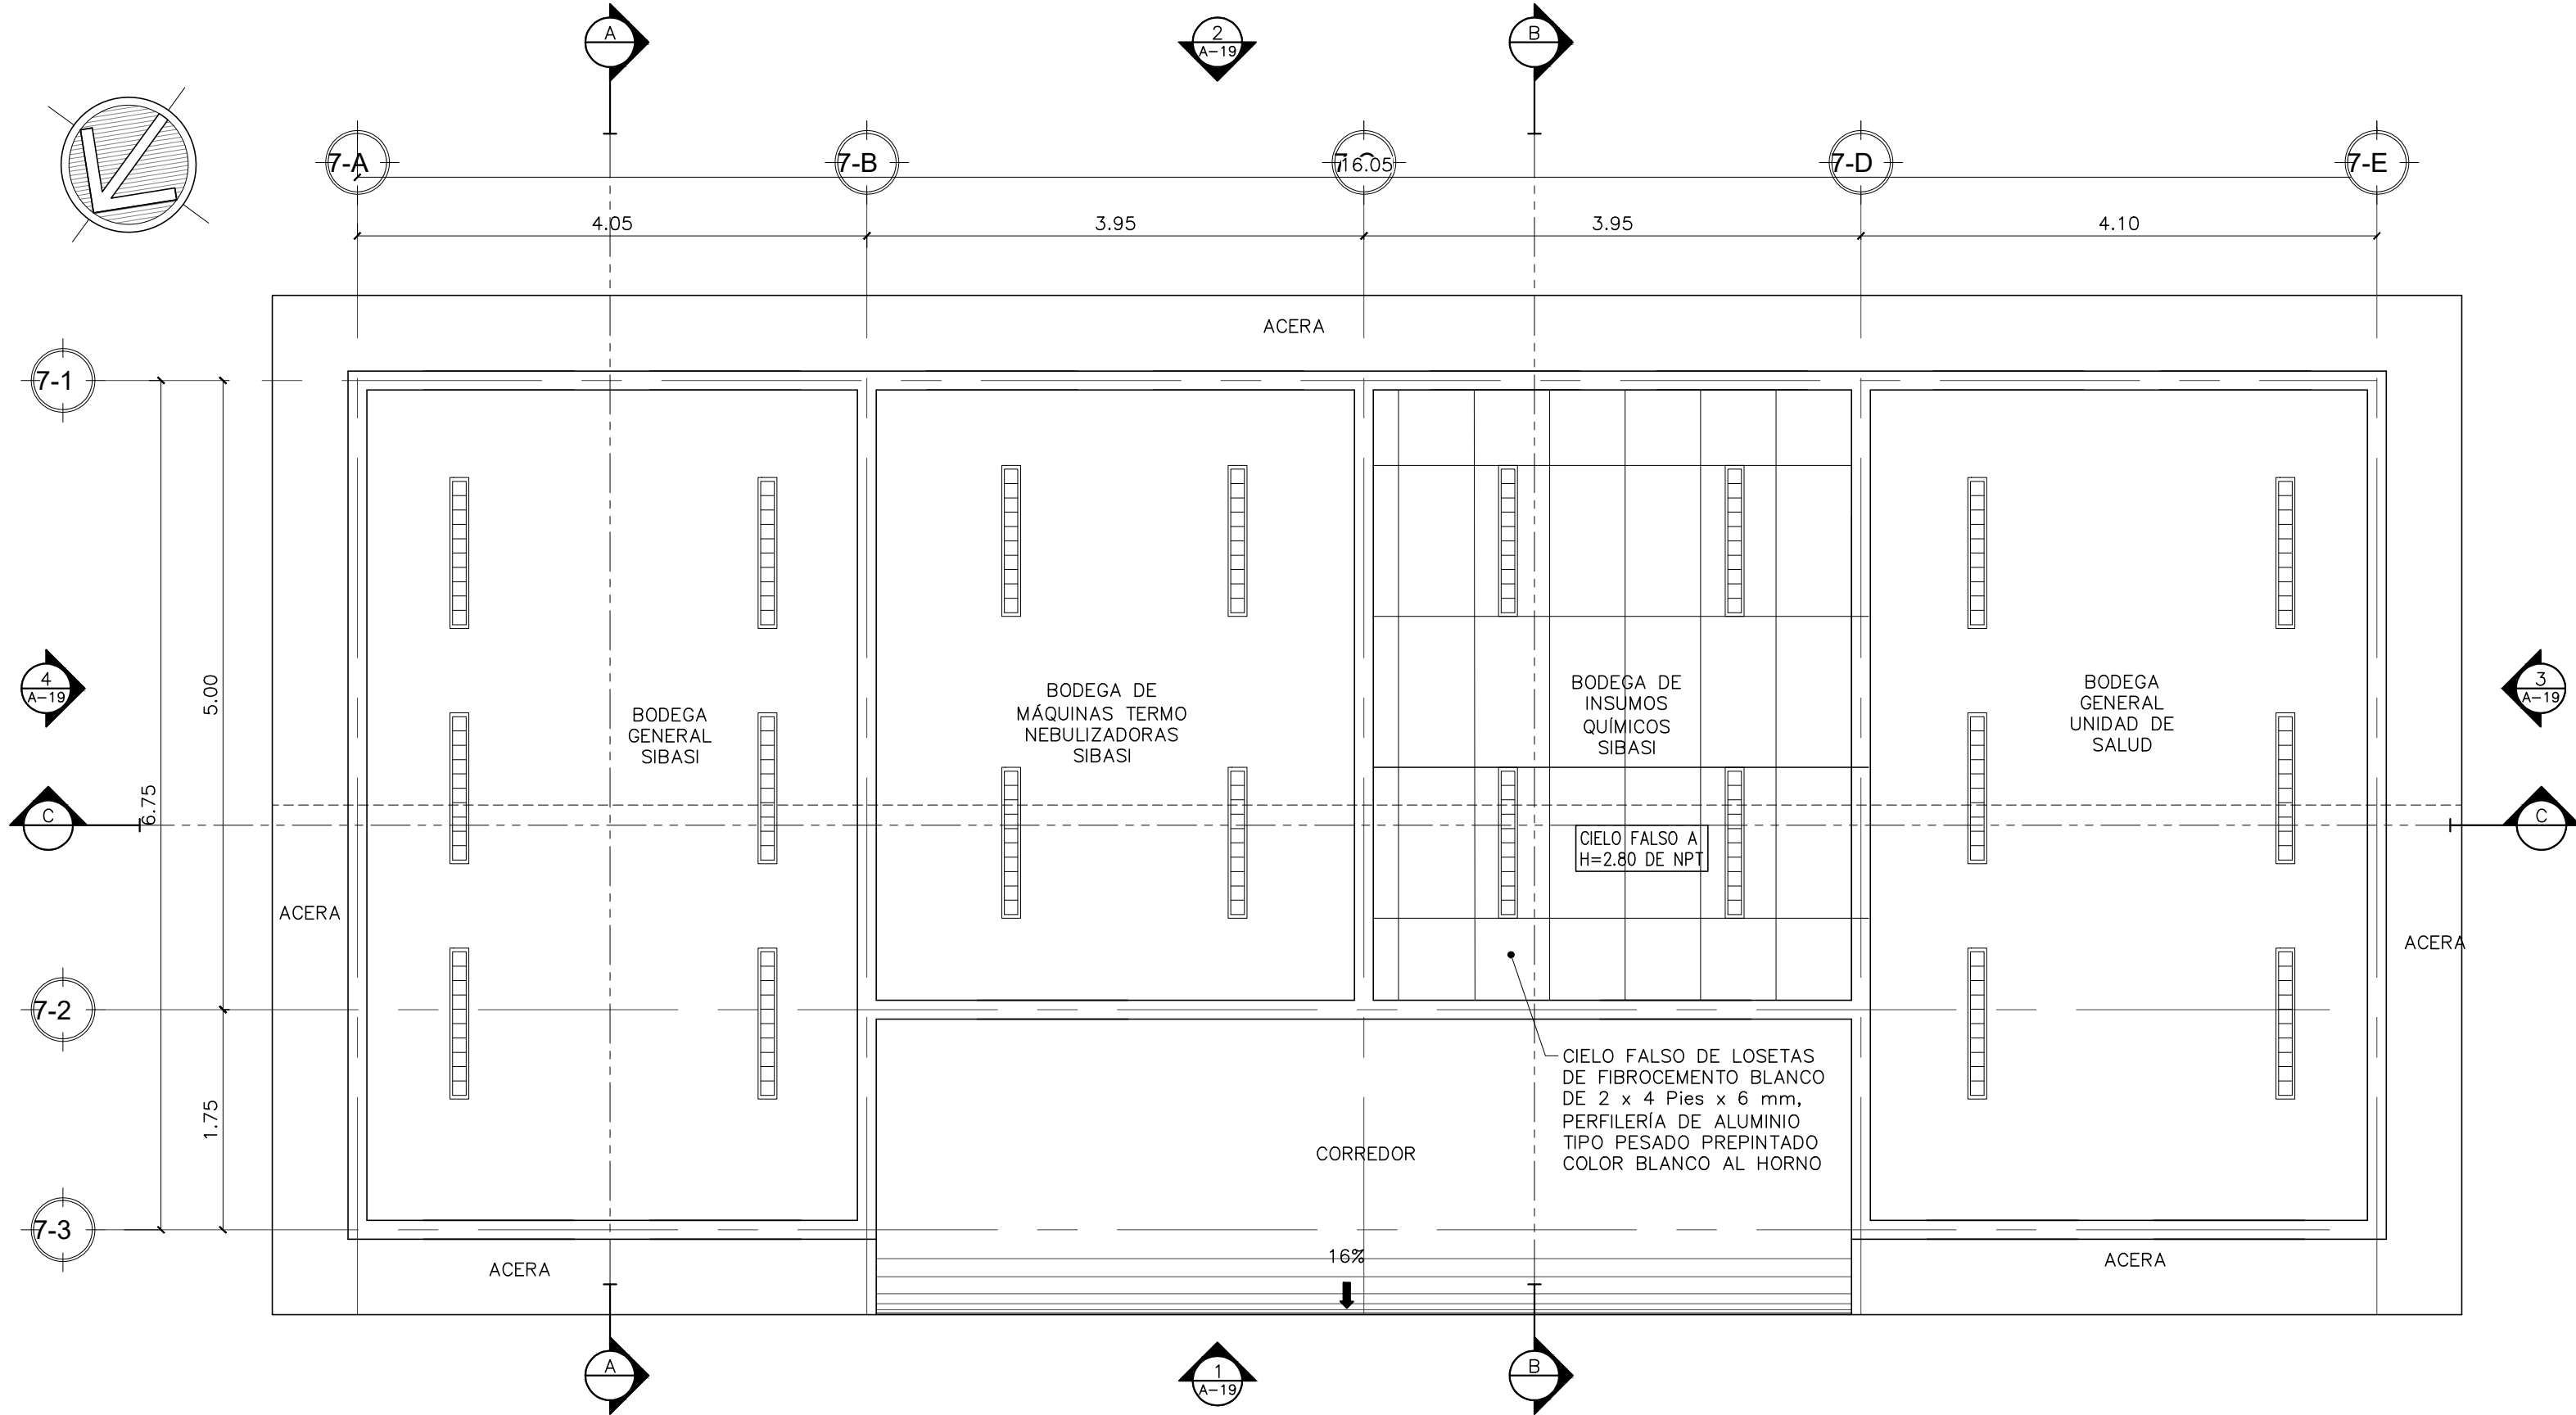 A
2
A-19
B
7-A
7-B
7-C
16.05
7-D
7-E
4.05
3.95
3.95
4.10
ACERA
7-1
5.00
6.75
4
A-19
3
A-19
BODEGA
GENERAL
SIBASI
BODEGA DE
MÁQUINAS TERMO
NEBULIZADORAS
SIBASI
BODEGA DE
INSUMOS
QUÍMICOS
SIBASI
BODEGA
GENERAL
UNIDAD DE
SALUD
C
C
CIELO FALSO A
H=2.80 DE NPT
ACERA
ACERA
7-2
1.75
CIELO FALSO DE LOSETAS
DE FIBROCEMENTO BLANCO
DE 2 x 4 Pies x 6 mm,
PERFILERÍA DE ALUMINIO
TIPO PESADO PREPINTADO
COLOR BLANCO AL HORNO
CORREDOR
7-3
16%
ACERA
ACERA
A
1
A-19
B